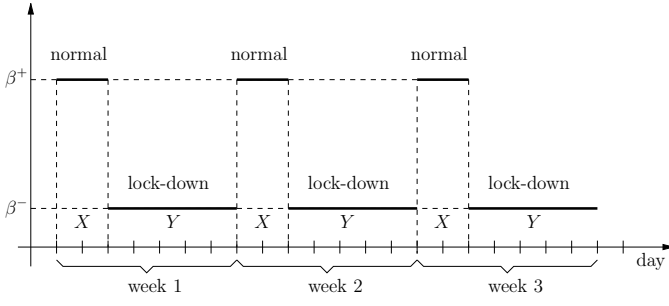 normal normal normal
β⁺
lock-down lock-down lock-down
β⁻
X Y X Y X Y
day
week 1 week 2 week 3